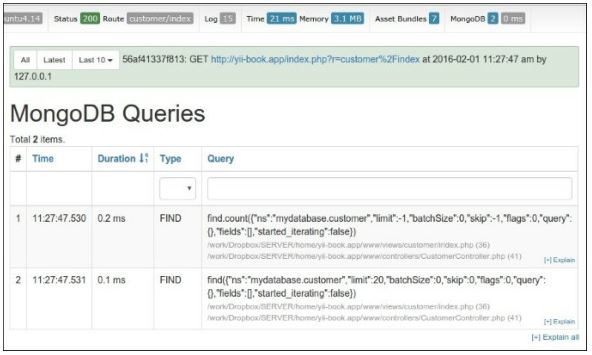 untu4.14 Status 200 Route customer/index Log 15 Time 21 ms Memory 3.1 MB Asset Bundles 7 MongoDB 2 0 ms
All Latest Last 10 56af41337f813: GET http://yii-book.app/index.php?r=customer%2Findex at 2016-02-01 11:27:47 am by
127.0.0.1
MongoDB Queries
Total 2 items.
# Time Duration Type Query
1 11:27:47.530 0.2 ms FIND find.count({"ns":"mydatabase.customer","limit":-1,"batchSize":0,"skip":-1,"flags":0,"query":
{},"fields":[],"started_iterating":false})
/work/Dropbox/SERVER/home/yii-book.app/www/views/customer/index.php (36)
/work/Dropbox/SERVER/home/yii-book.app/www/controllers/CustomerController.php (41)
[+] Explain
2 11:27:47.531 0.1 ms FIND find({"ns":"mydatabase.customer","limit":20,"batchSize":0,"skip":0,"flags":0,"query":
{},"fields":[],"started_iterating":false})
/work/Dropbox/SERVER/home/yii-book.app/www/views/customer/index.php (36)
/work/Dropbox/SERVER/home/yii-book.app/www/controllers/CustomerController.php (41)
[+] Explain
[+] Explain all